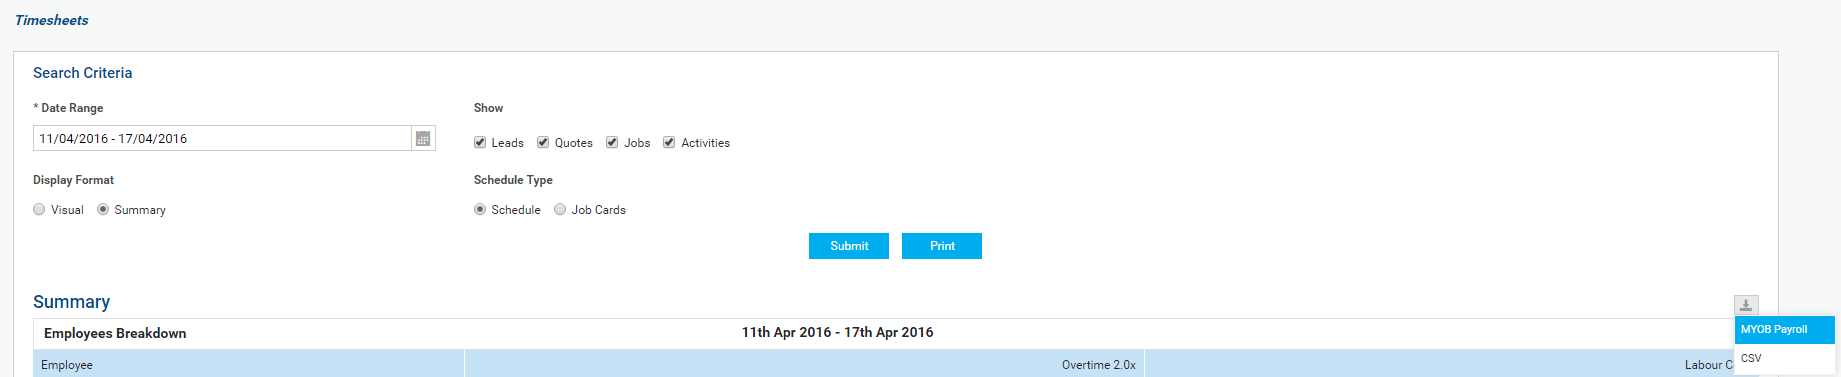 Timesheets
Search Criteria
* Date Range
Show
11/04/2016 - 17/04/2016
Leads Quotes Jobs Activities
Display Format
Schedule Type
Visual Summary
Schedule Job Cards
Submit Print
Summary
Employees Breakdown 11th Apr 2016 - 17th Apr 2016
MYOB Payroll
Employee Overtime 2.0x Labour C
CSV